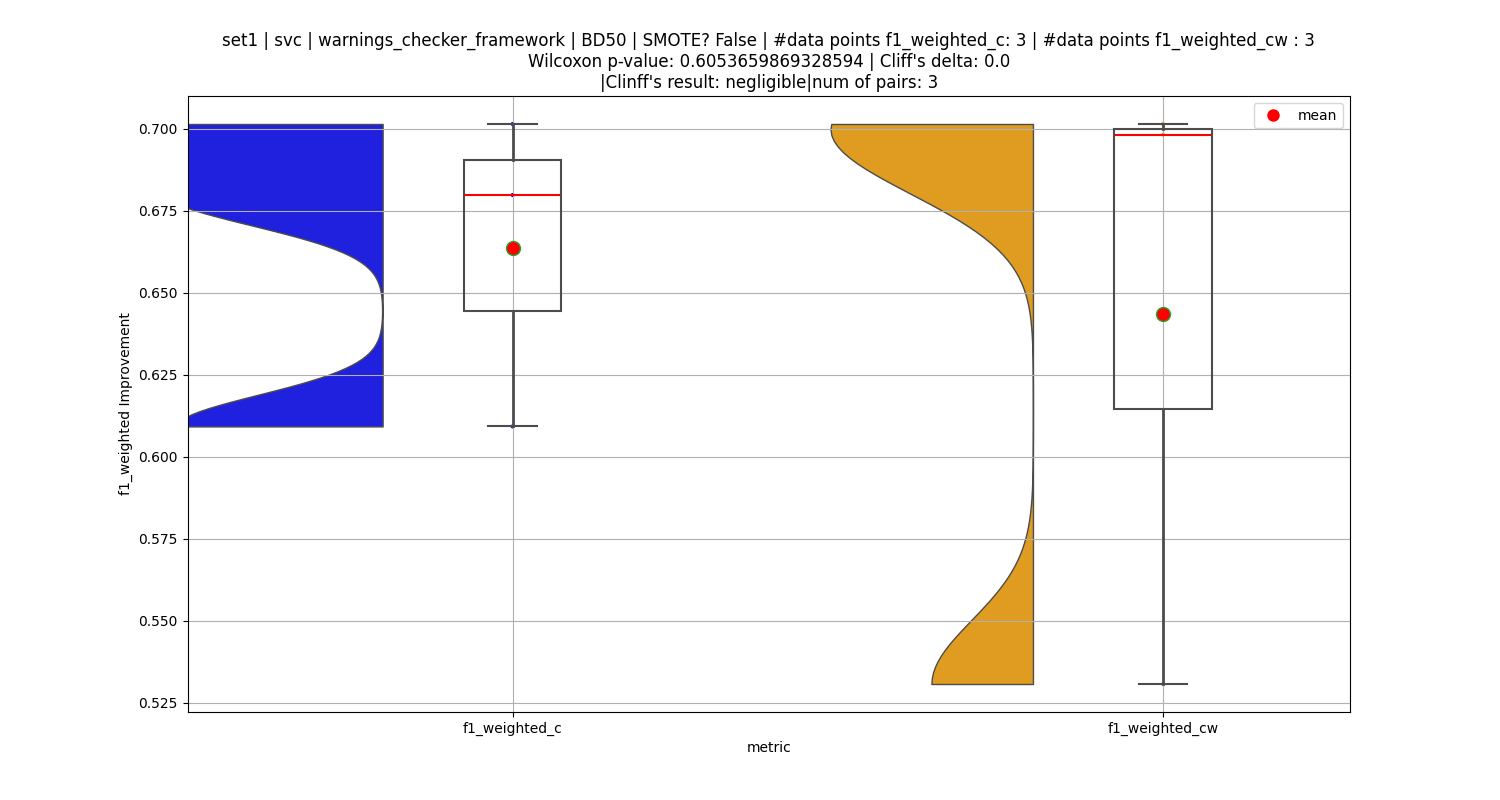 set1 | svc | warnings_checker_framework | BD50 | SMOTE? False | #data points f1_weighted_c: 3 | #data points f1_weighted_cw : 3
Wilcoxon p-value: 0.6053659869328594 | Cliff's delta: 0.0
|Clinff's result: negligible|num of pairs: 3
mean
0.700
0.675
0.650
0.625
0.600
0.575
0.550
0.525
f1_weighted Improvement
f1_weighted_c
f1_weighted_cw
metric